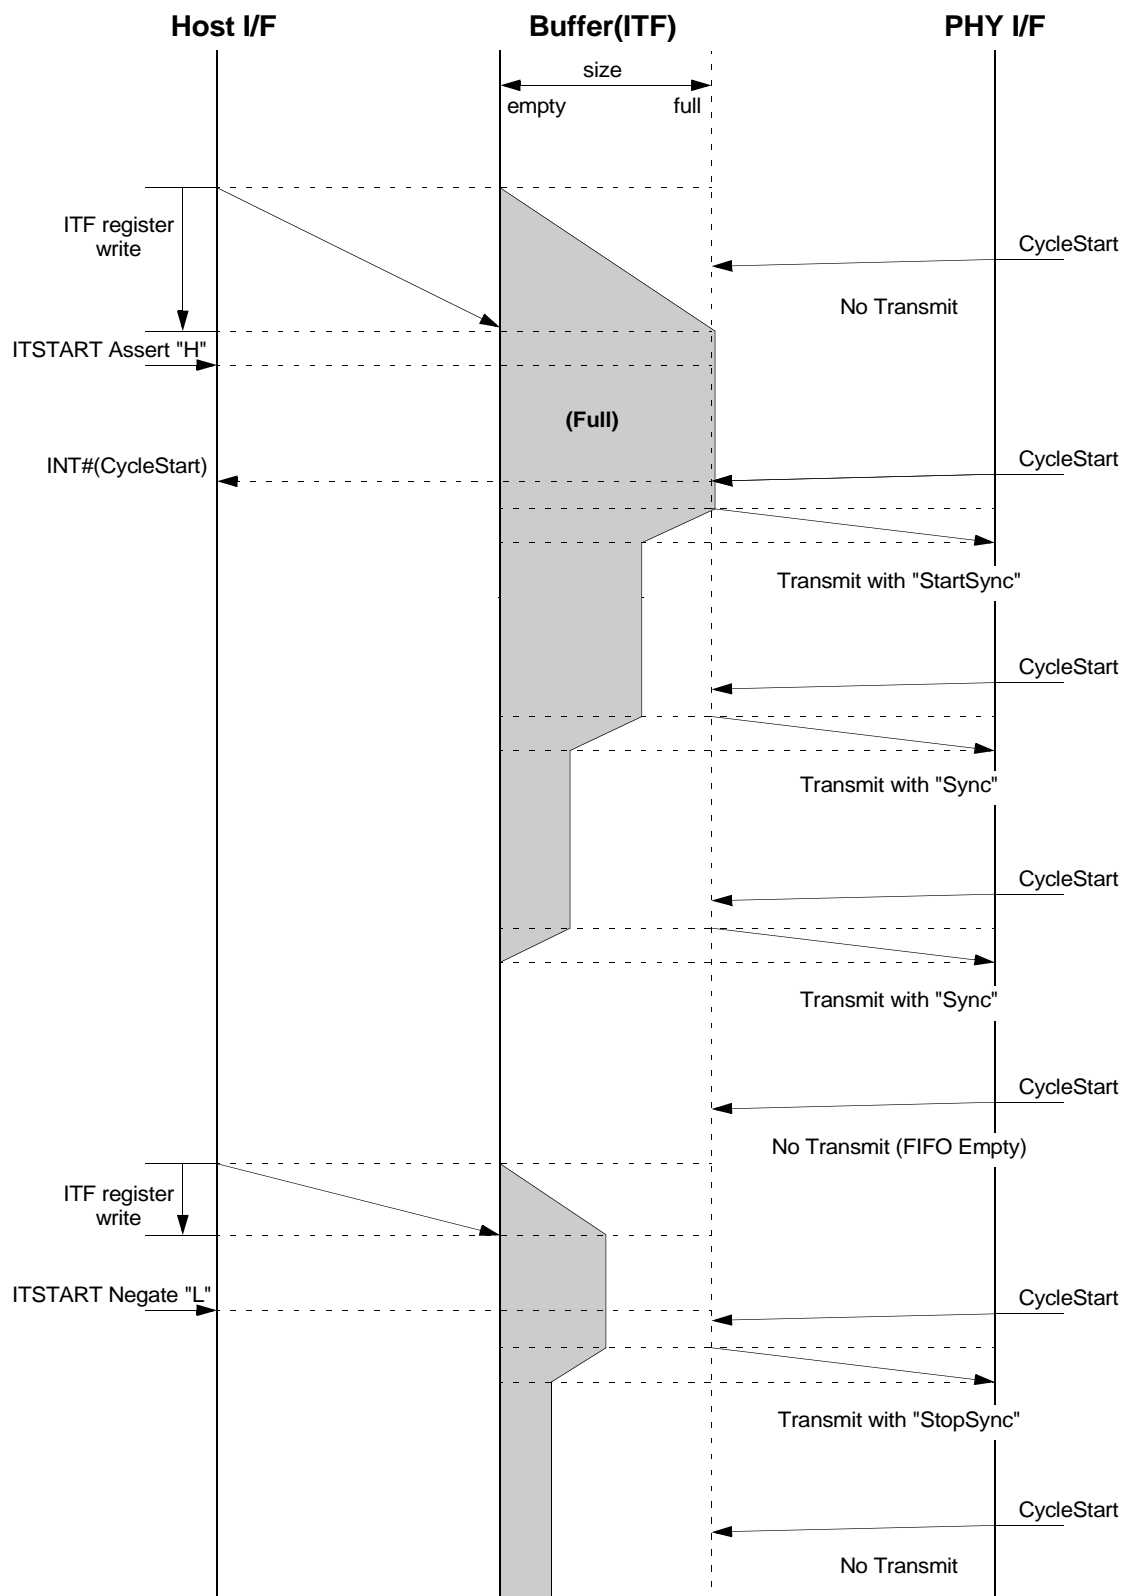 Host I/F
Buffer(ITF)
PHY I/F
size
empty
full
ITF register
write
CycleStart
No Transmit
ITSTART Assert "H"
(Full)
INT#(CycleStart)
CycleStart
Transmit with "StartSync"
CycleStart
Transmit with "Sync"
CycleStart
Transmit with "Sync"
CycleStart
No Transmit (FIFO Empty)
ITF register
write
ITSTART Negate "L"
CycleStart
Transmit with "StopSync"
CycleStart
No Transmit